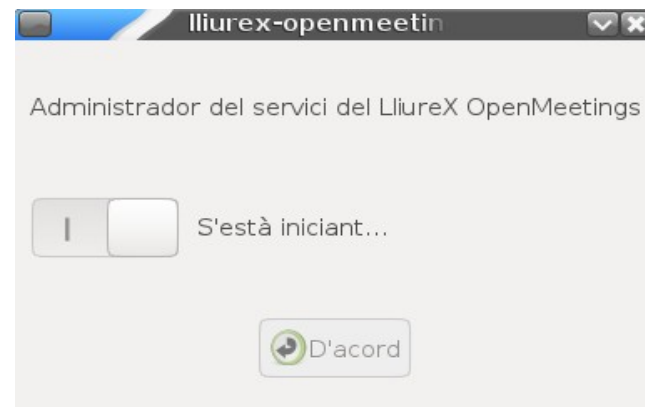 lliurex-openmeetin
Administrador del servici del LliureX OpenMeetings
S'està iniciant...
D'acord